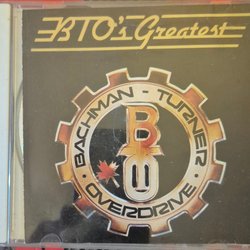 BTO's Greatest
BACHMAN · TURNER
· OVERDRIVE ·
BTO